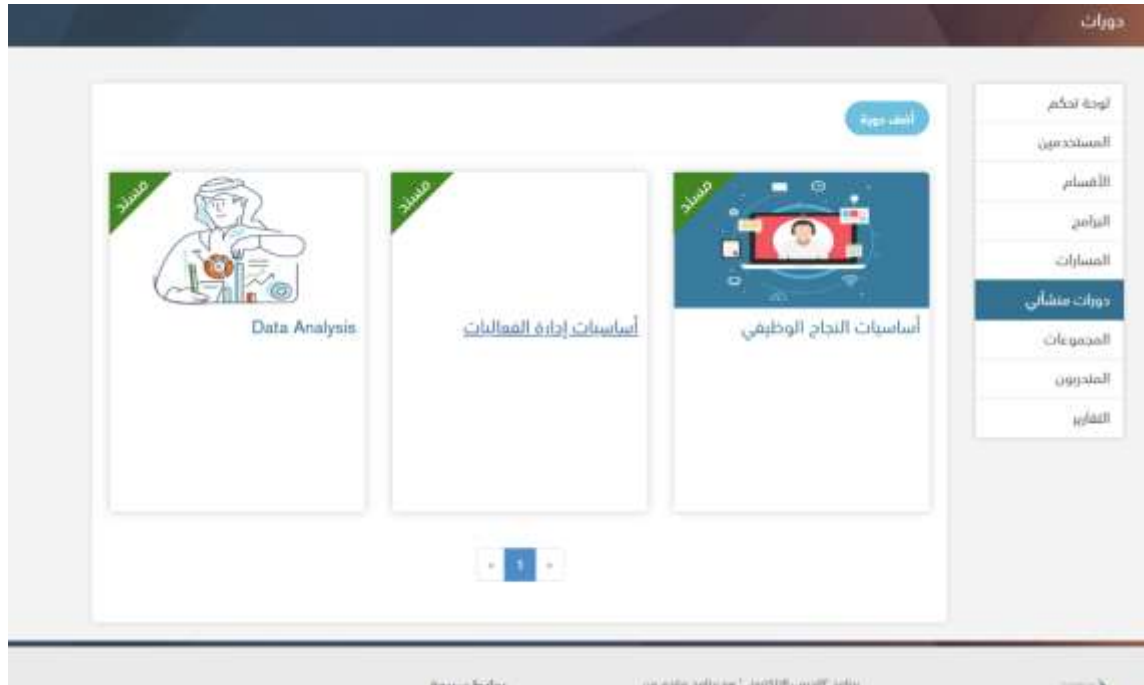 دورات
لوحة تحكم
المستخدمين
الأقسام
البرامج
المسارات
دورات منشأتي
المجموعات
المتدربون
التقارير
أضف دورة
مسند
مسند
مسند
أساسيات النجاح الوظيفي
أساسيات إدارة الفعاليات
Data Analysis
« 1 »